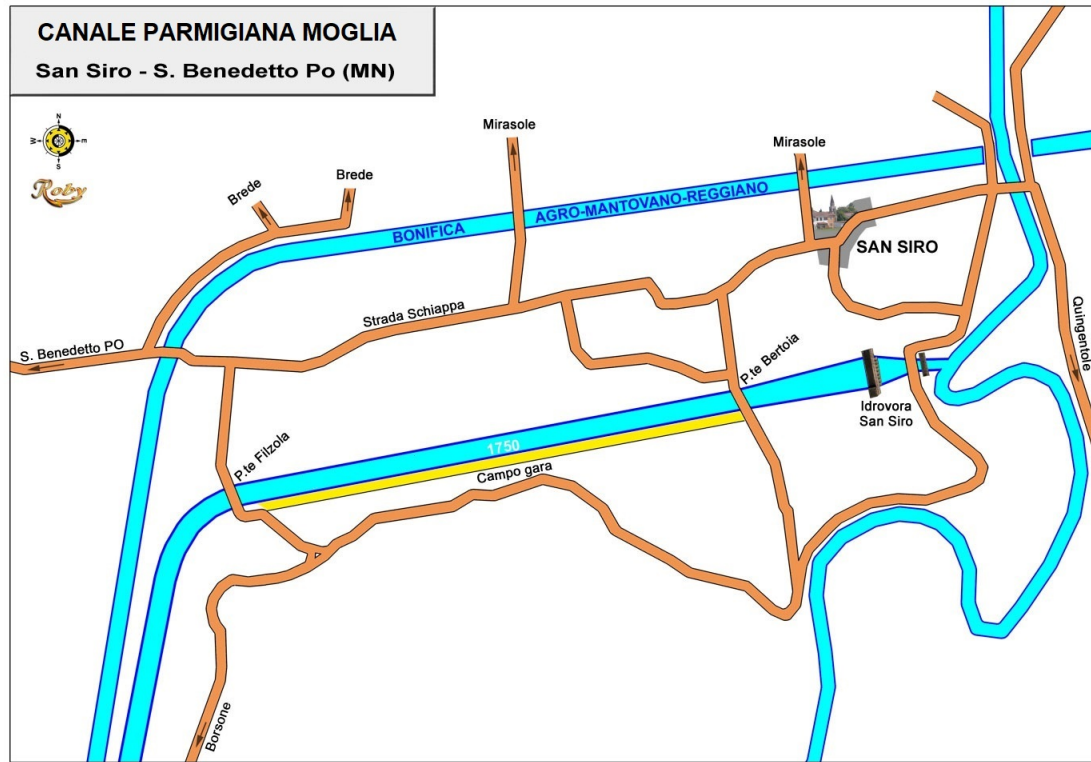 CANALE PARMIGIANA MOGLIA
San Siro - S. Benedetto Po (MN)
N
W
E
S
Roby
Mirasole
Mirasole
Brede
Brede
BONIFICA
AGRO-MANTOVANO-REGGIANO
SAN SIRO
Strada Schiappa
S. Benedetto PO
Quingentole
P.te Bertoia
Idrovora
San Siro
P.te Filzola
1750
Campo gara
Borsone